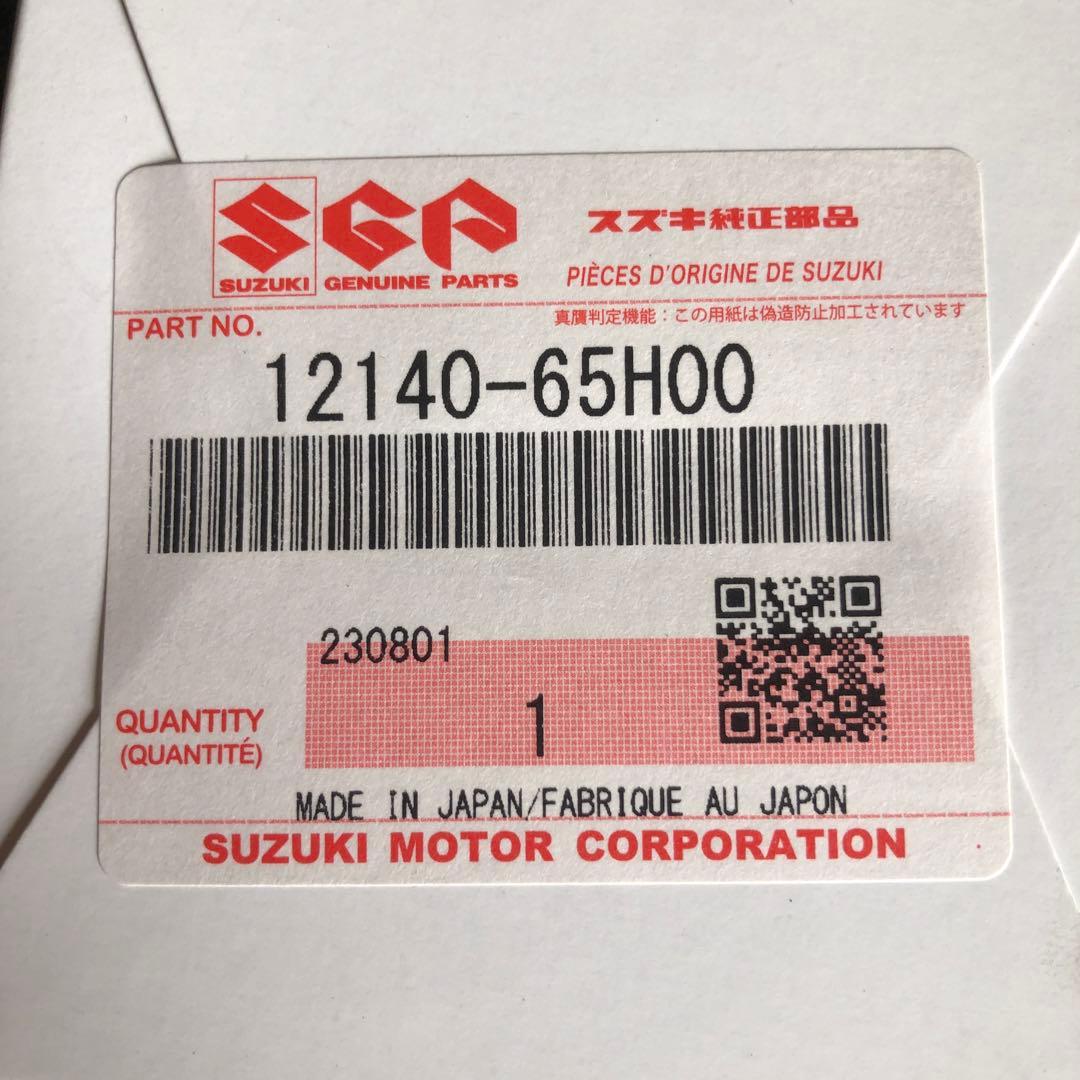 SGP スズキ純正部品
SUZUKI GENUINE PARTS PIÈCES D'ORIGINE DE SUZUKI
PART NO. 真贋判定機能：この用紙は偽造防止加工されています
12140-65H00
230801
QUANTITY 1
(QUANTITÉ)
MADE IN JAPAN/FABRIQUE AU JAPON
SUZUKI MOTOR CORPORATION